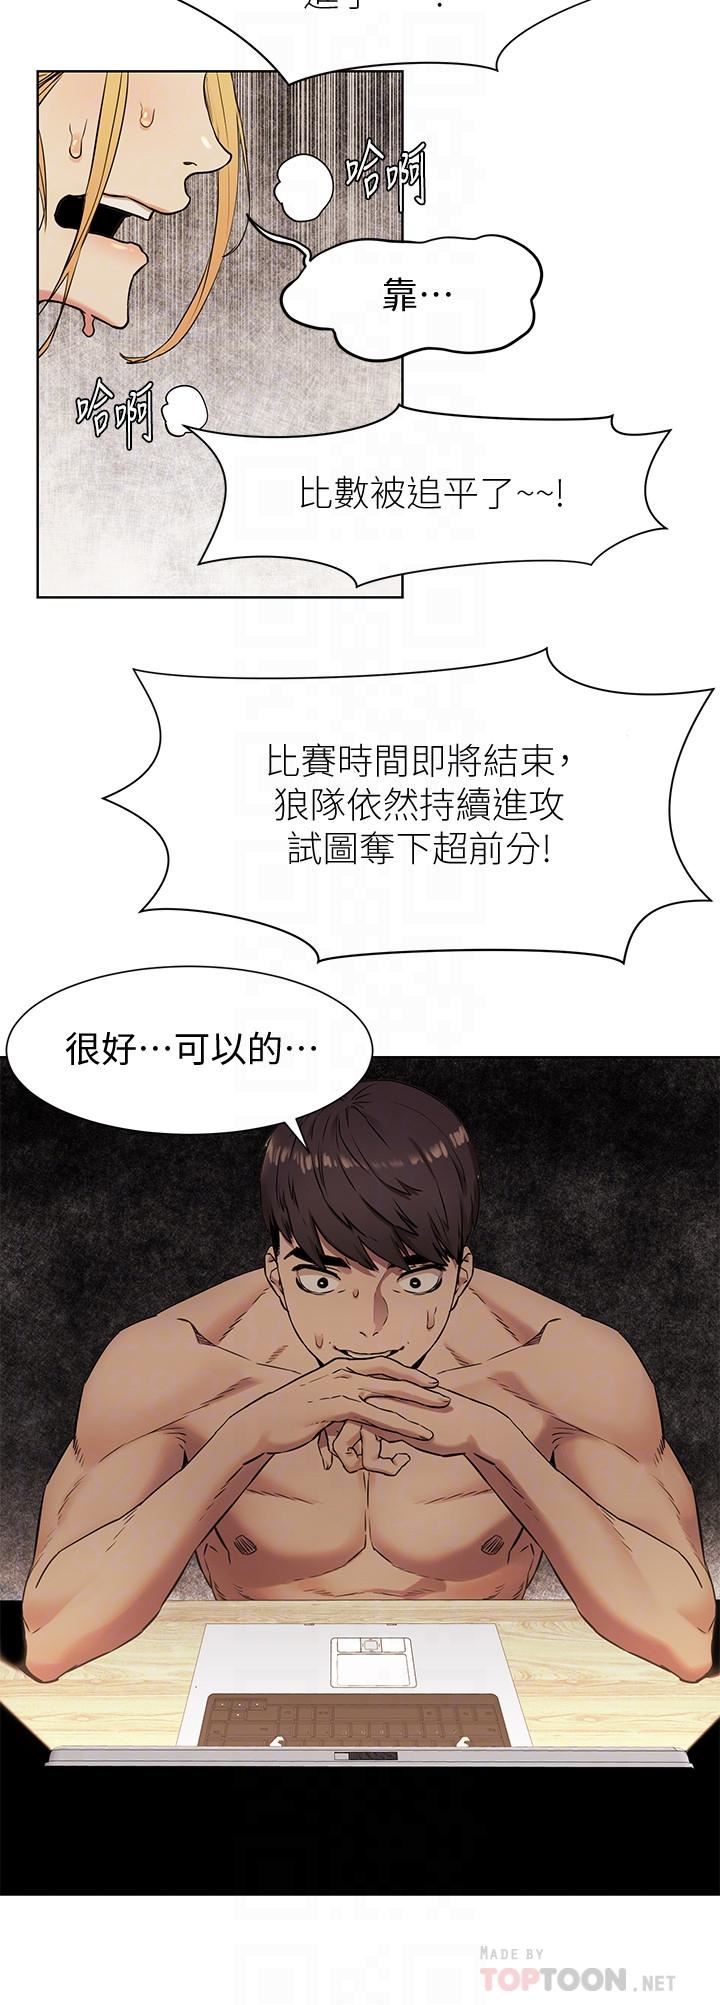 進了
哈啊
靠…
哈啊
比數被追平了~~!
比賽時間即將結束，
狼隊依然持續進攻
試圖奪下超前分!
很好…可以的…
MADE BY
TOPTOON.NET